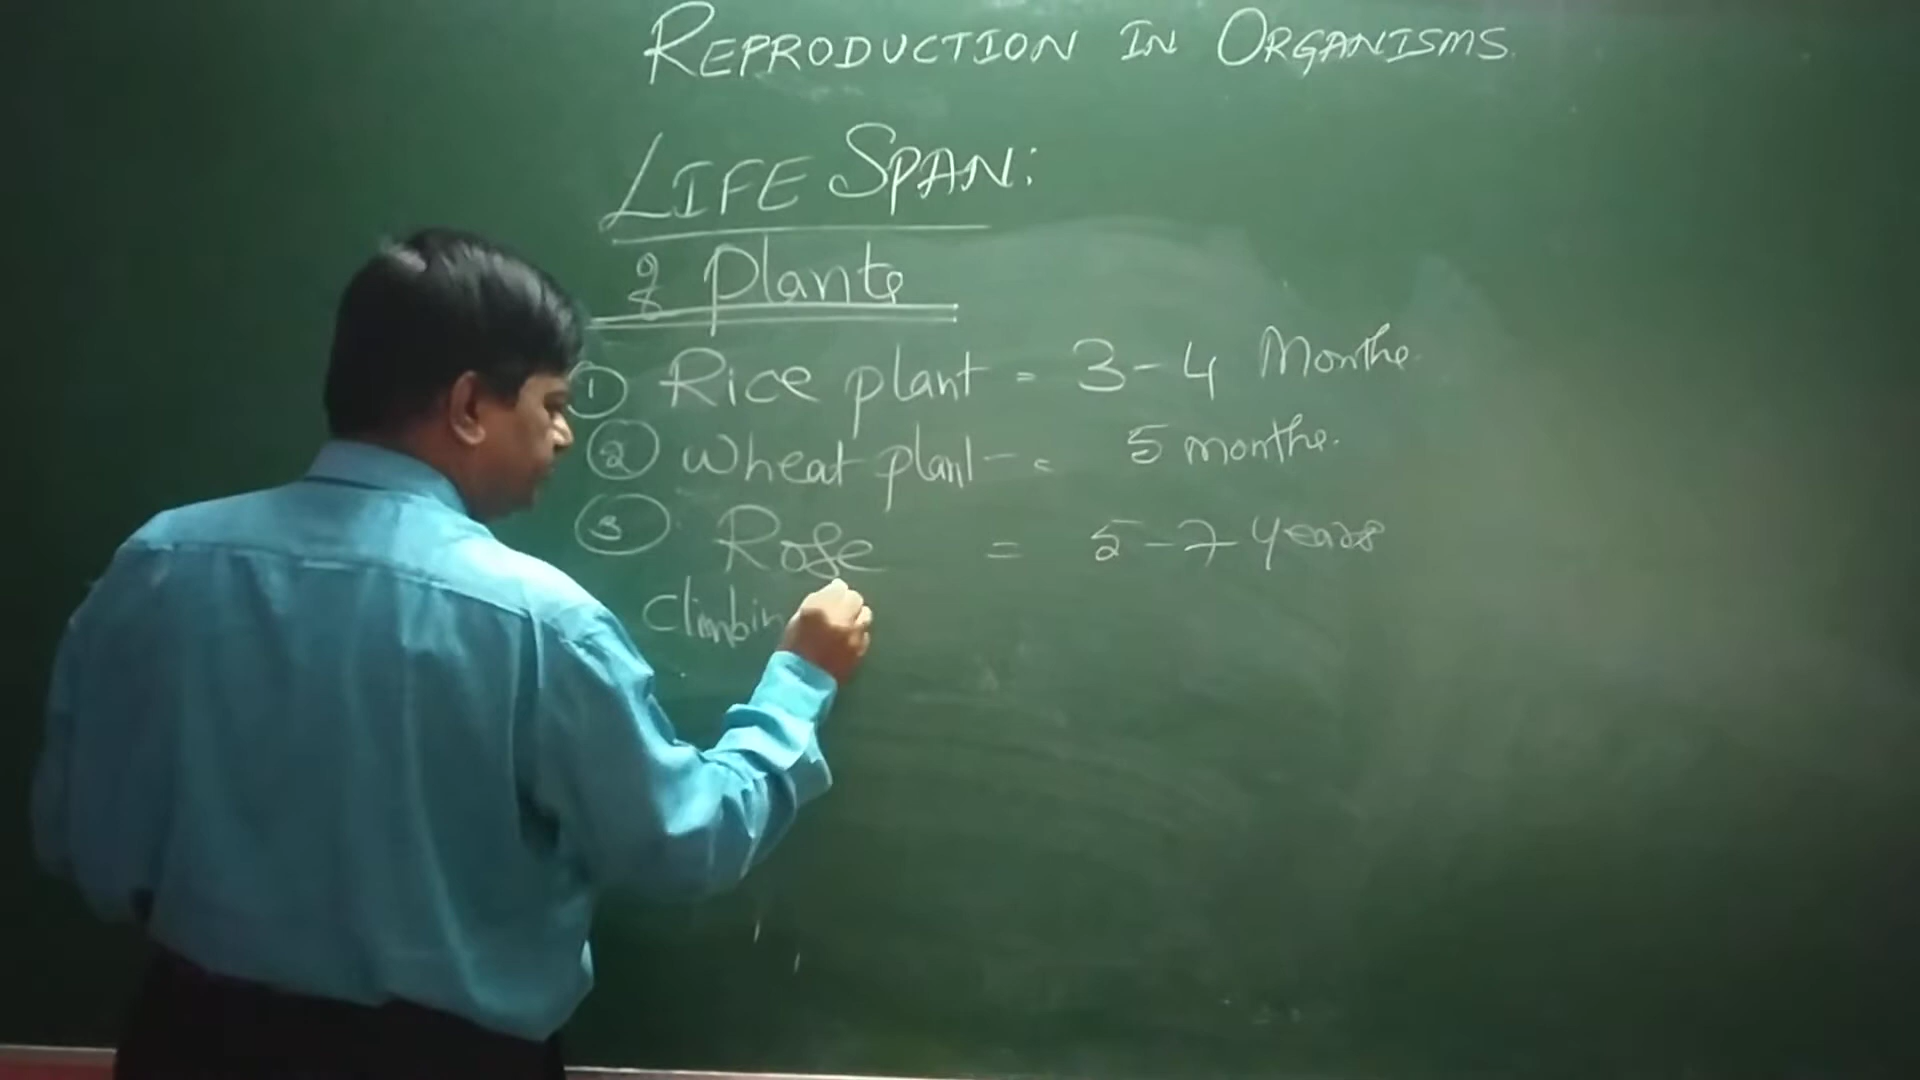 REPRODUCTION IN ORGANISMS
LIFE SPAN:
of Plants
① Rice plant = 3-4 Months.
② Wheat plant - = 5 months.
③ Rose = 5-7 Years
Climbin